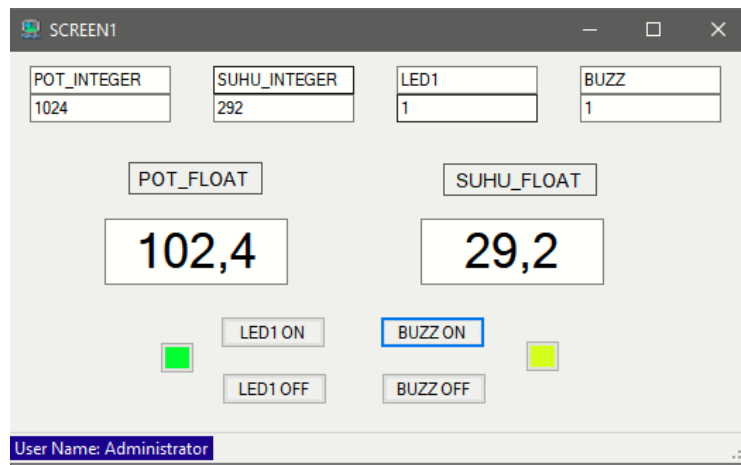 SCREEN1
POT_INTEGER
SUHU_INTEGER
LED1
BUZZ
1024
292
1
1
POT_FLOAT
SUHU_FLOAT
102,4
29,2
LED1 ON
BUZZ ON
LED1 OFF
BUZZ OFF
User Name: Administrator